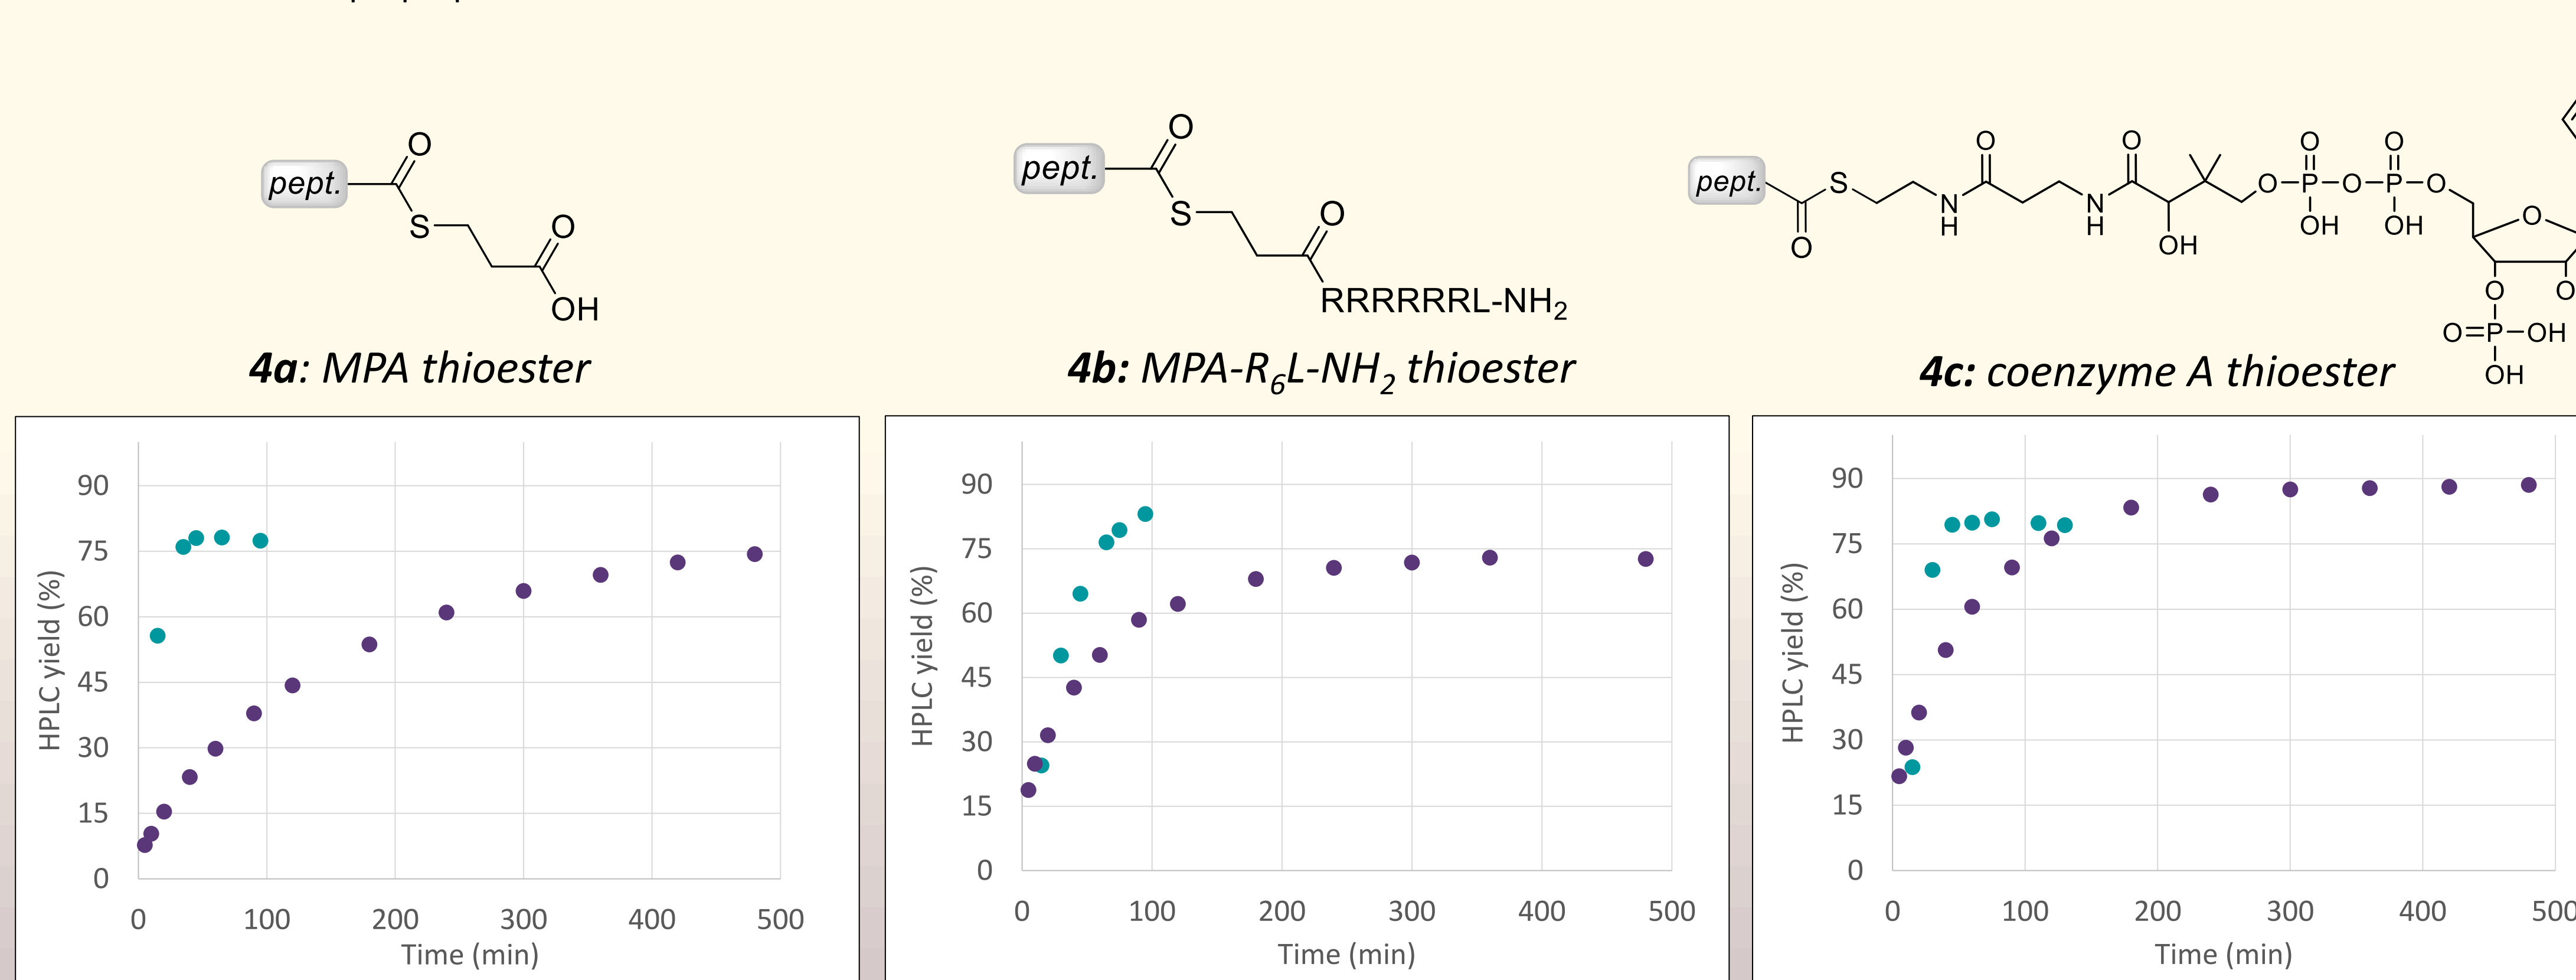 pept.
O
S
O
OH
4a: MPA thioester
pept.
O
S
O
RRRRRRRL-NH2
4b: MPA-R6L-NH2 thioester
pept.
O
S
N
H
O
N
H
O
OH
O
O
P
OH
O
O
P
OH
O
O
O
O
O=P-OH
OH
4c: coenzyme A thioester
HPLC yield (%)
90
75
60
45
30
15
0
0 100 200 300 400 500
Time (min)
HPLC yield (%)
90
75
60
45
30
15
0
0 100 200 300 400 500
Time (min)
HPLC yield (%)
90
75
60
45
30
15
0
0 100 200 300 400 500
Time (min)